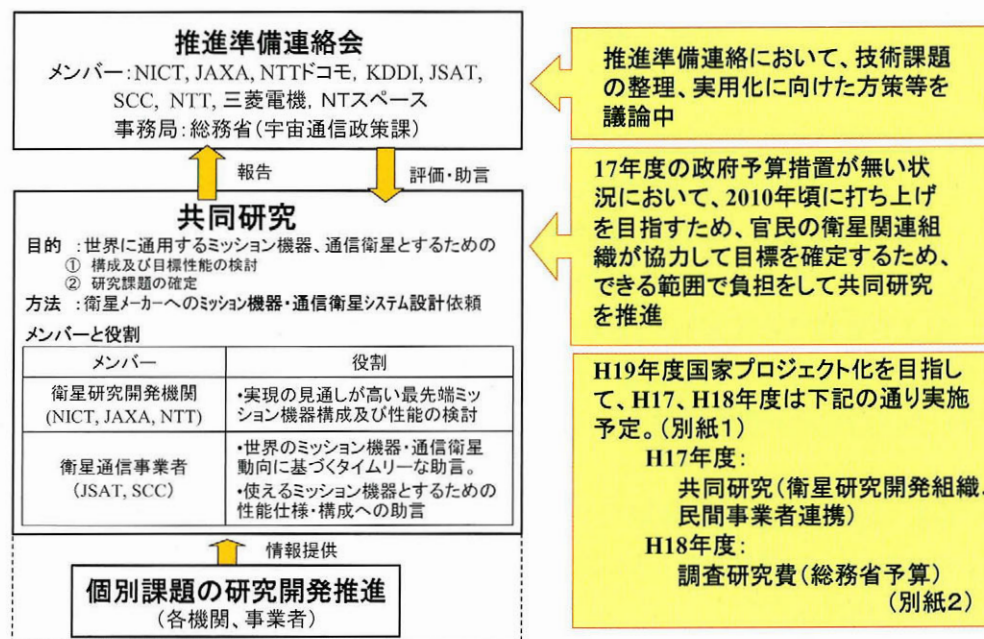 推進準備連絡会
メンバー：NICT, JAXA, NTTドコモ, KDDI, JSAT,
SCC, NTT, 三菱電機, NTスペース
事務局：総務省（宇宙通信政策課）
報告
評価・助言
共同研究
目的 ：世界に通用するミッション機器、通信衛星とするための
① 構成及び目標性能の検討
② 研究課題の確定
方法 ：衛星メーカーへのミッション機器・通信衛星システム設計依頼
メンバーと役割
メンバー
役割
衛星研究開発機関
(NICT, JAXA, NTT)
・実現の見通しが高い最先端ミッ
ション機器構成及び性能の検討
衛星通信事業者
(JSAT, SCC)
・世界のミッション機器・通信衛星
動向に基づくタイムリーな助言。
・使えるミッション機器とするための
性能仕様・構成への助言
情報提供
個別課題の研究開発推進
（各機関、事業者）
推進準備連絡において、技術課題
の整理、実用化に向けた方策等を
議論中
17年度の政府予算措置が無い状
況において、2010年頃に打ち上げ
を目指すため、官民の衛星関連組
織が協力して目標を確定するため、
できる範囲で負担をして共同研究
を推進
H19年度国家プロジェクト化を目指し
て、H17、H18年度は下記の通り実施
予定。（別紙１）
H17年度：
共同研究（衛星研究開発組織、
民間事業者連携）
H18年度：
調査研究費（総務省予算）
（別紙２）